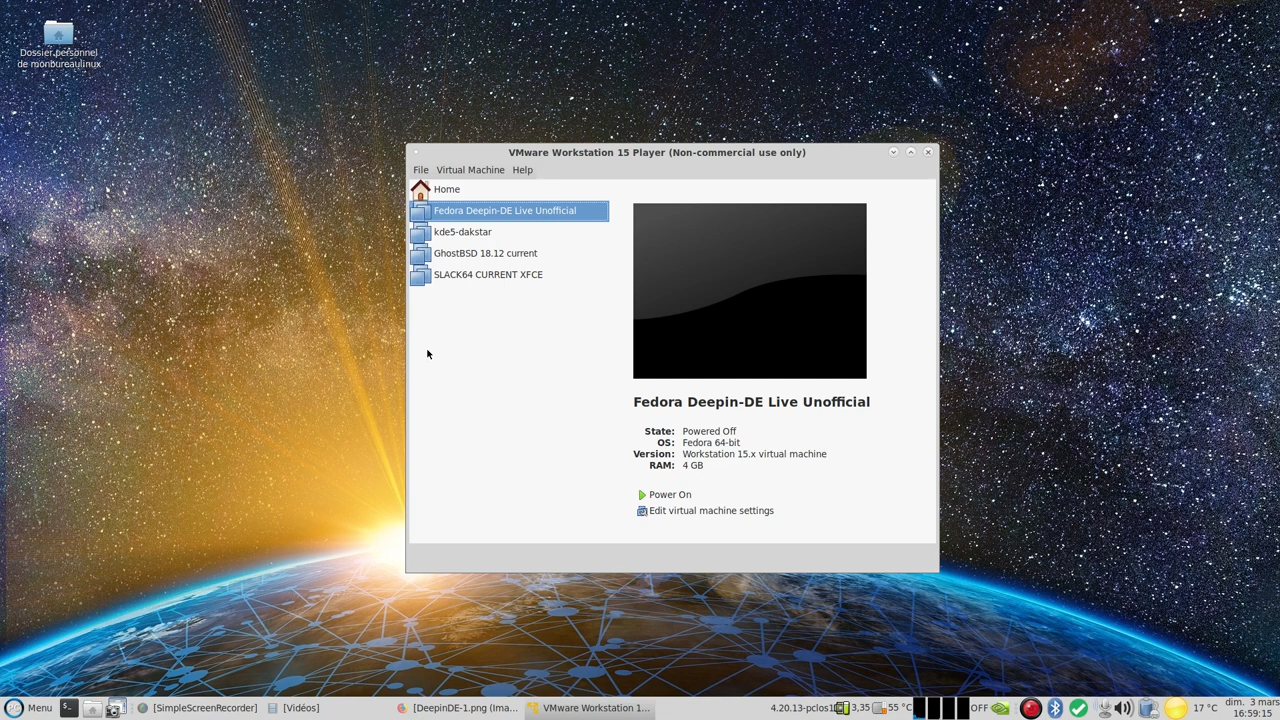 Dossier personnel
de monbureaulinux
VMware Workstation 15 Player (Non-commercial use only)
File Virtual Machine Help
Home
Fedora Deepin-DE Live Unofficial
kde5-dakstar
GhostBSD 18.12 current
SLACK64 CURRENT XFCE
Fedora Deepin-DE Live Unofficial
State: Powered Off
OS: Fedora 64-bit
Version: Workstation 15.x virtual machine
RAM: 4 GB
Power On
Edit virtual machine settings
Menu
[SimpleScreenRecorder]
[Vidéos]
[DeepinDE-1.png (Ima...
VMware Workstation 1...
4.20.13-pclos1
3,35
55 °C
OFF
17 °C
dim. 3 mars
16:59:15